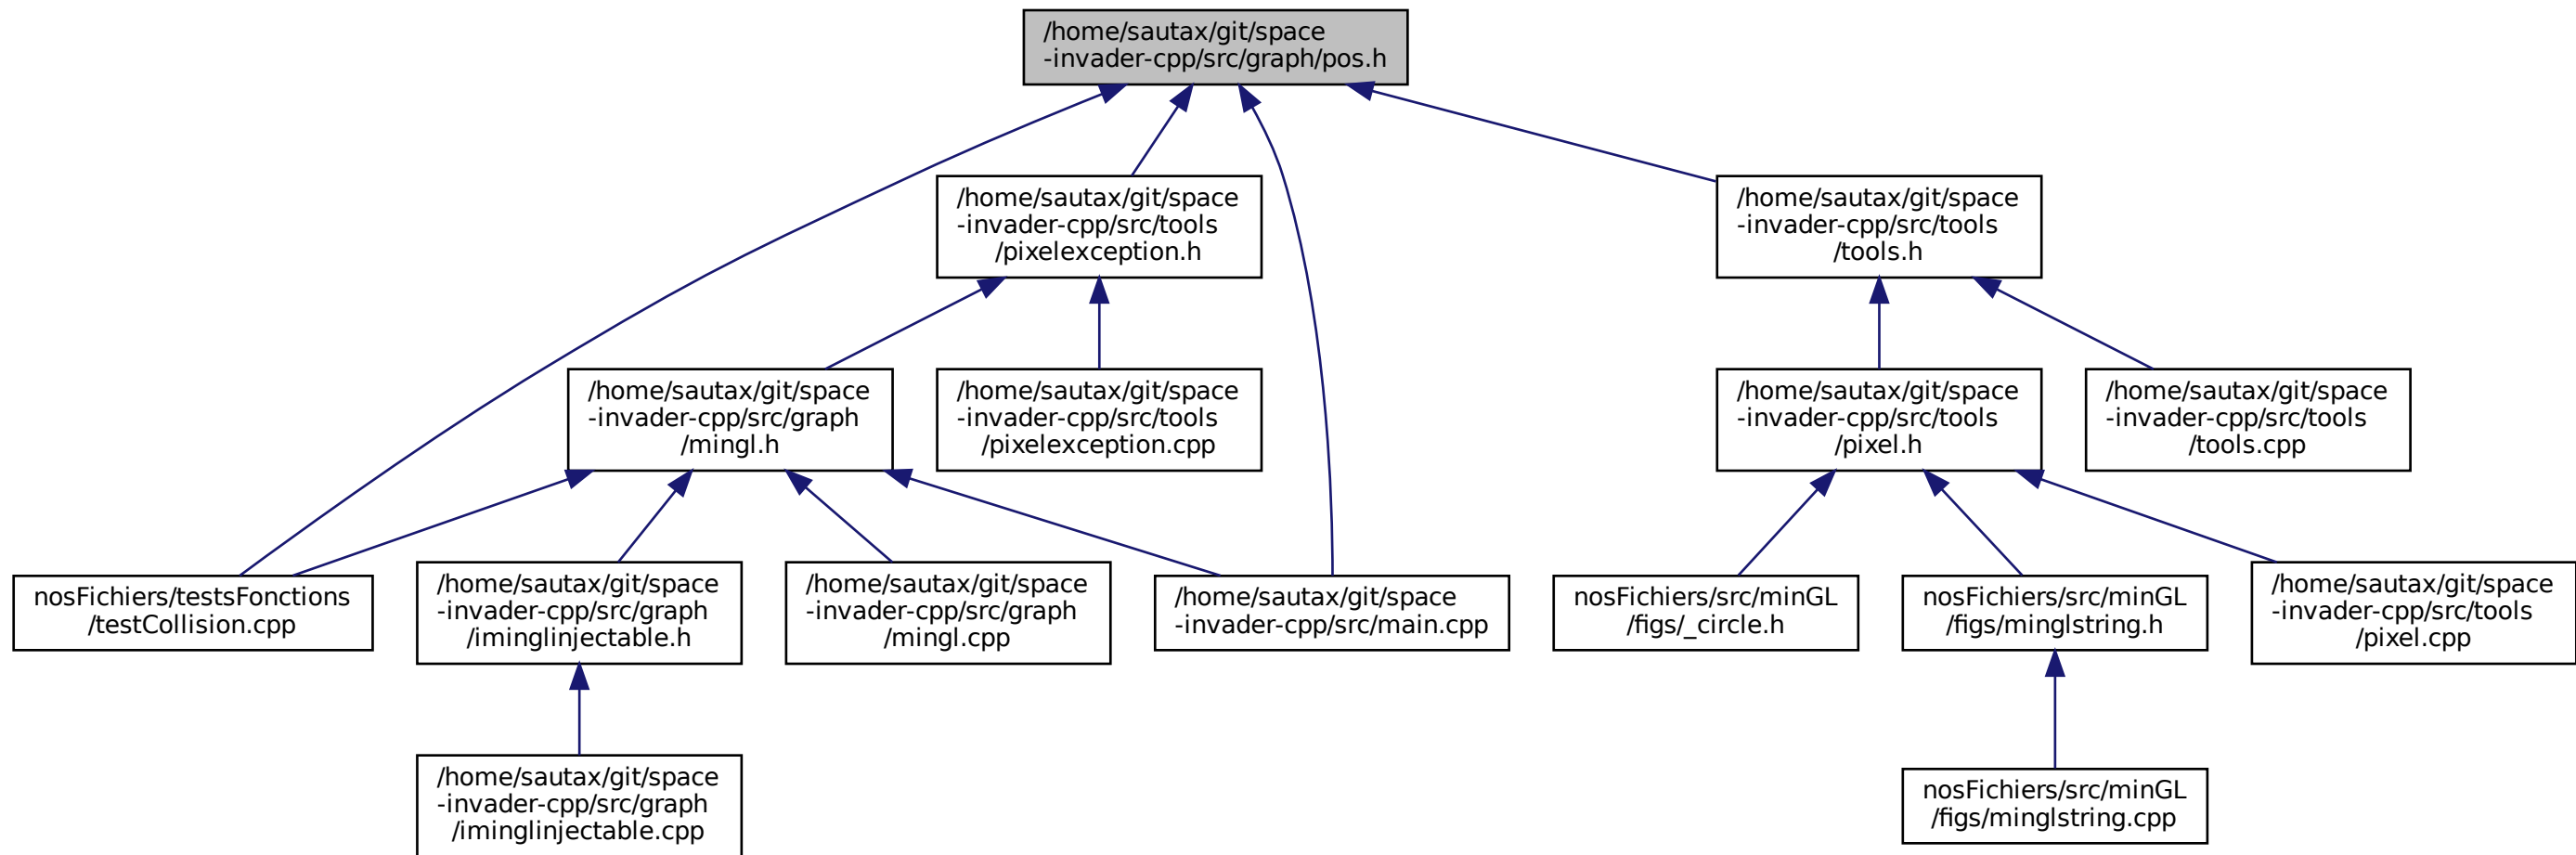 /home/sautax/git/space
-invader-cpp/src/graph/pos.h
/home/sautax/git/space
-invader-cpp/src/tools
/pixelexception.h
/home/sautax/git/space
-invader-cpp/src/tools
/tools.h
/home/sautax/git/space
-invader-cpp/src/graph
/mingl.h
/home/sautax/git/space
-invader-cpp/src/tools
/pixelexception.cpp
/home/sautax/git/space
-invader-cpp/src/tools
/pixel.h
/home/sautax/git/space
-invader-cpp/src/tools
/tools.cpp
nosFichiers/testsFonctions
/testCollision.cpp
/home/sautax/git/space
-invader-cpp/src/graph
/iminglinjectable.h
/home/sautax/git/space
-invader-cpp/src/graph
/mingl.cpp
/home/sautax/git/space
-invader-cpp/src/main.cpp
nosFichiers/src/minGL
/figs/_circle.h
nosFichiers/src/minGL
/figs/minglstring.h
/home/sautax/git/space
-invader-cpp/src/tools
/pixel.cpp
/home/sautax/git/space
-invader-cpp/src/graph
/iminglinjectable.cpp
nosFichiers/src/minGL
/figs/minglstring.cpp